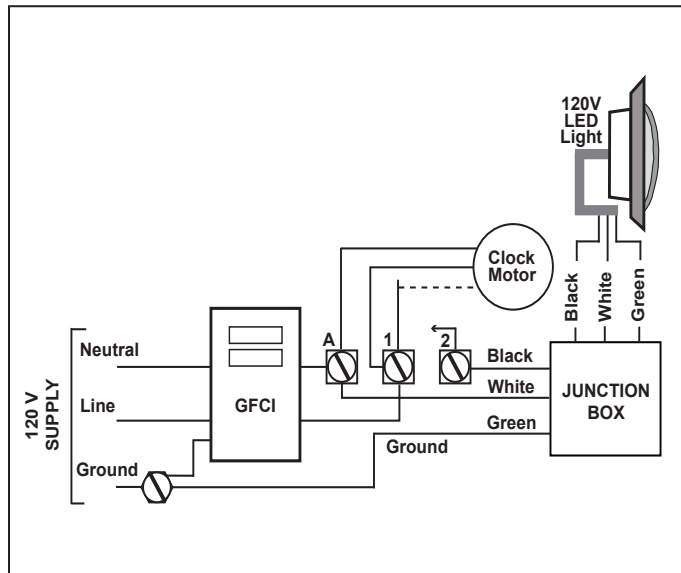 120V
LED
Light
Clock
Motor
Black
White
Green
A
1
2
Neutral
Black
White
Line
GFCI
JUNCTION
BOX
120 V
SUPPLY
Green
Ground
Ground